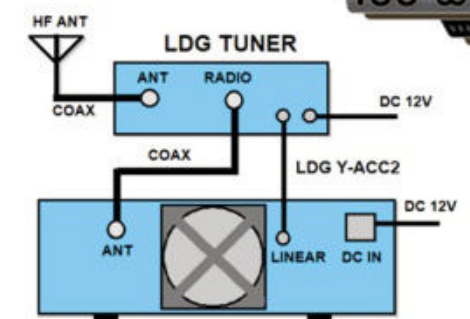 HF ANT
LDG TUNER
ANT
RADIO
DC 12V
COAX
COAX
LDG Y-ACC2
DC 12V
ANT
LINEAR
DC IN